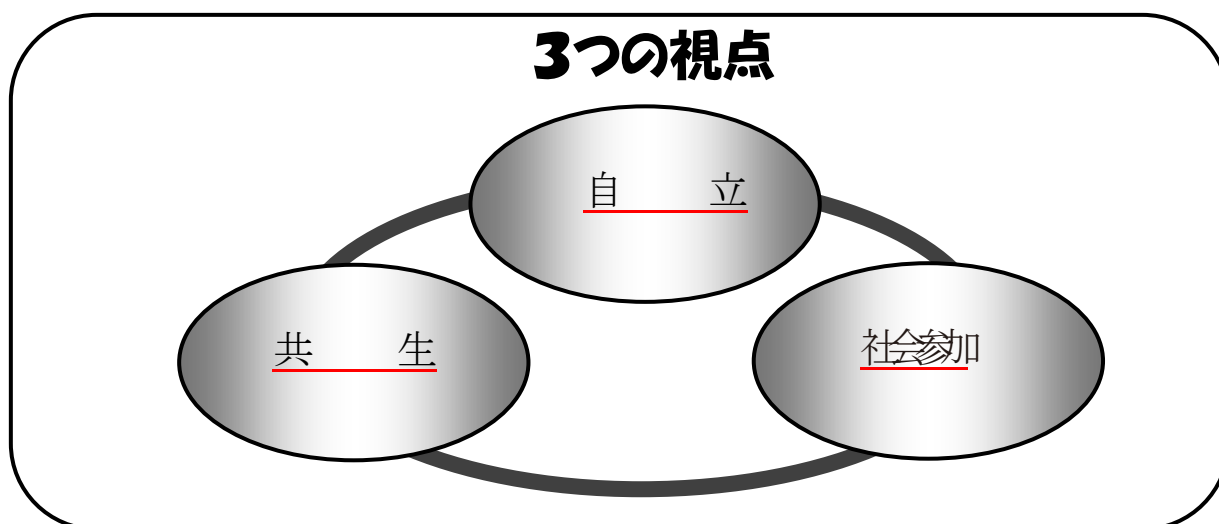 3つの視点
自　　立
共　　生
社会参加